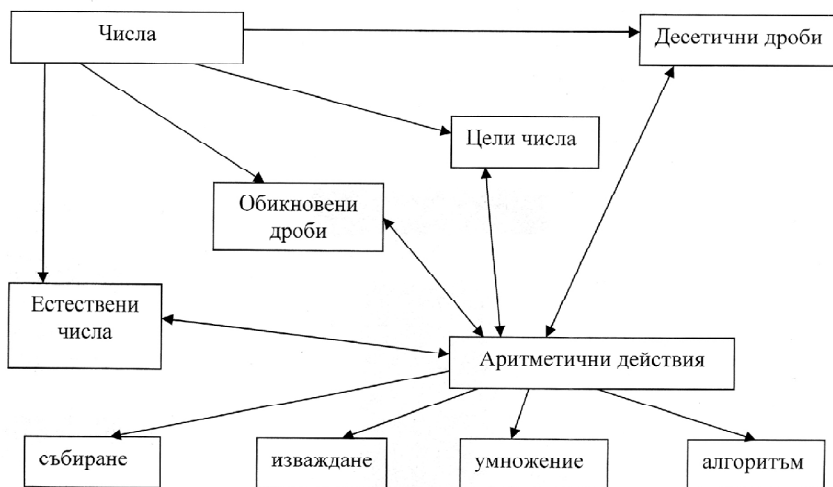 Числа
Десетични дроби
Цели числа
Обикновени
дроби
Естествени
числа
Аритметични действия
събиране
изваждане
умножение
алгоритъм